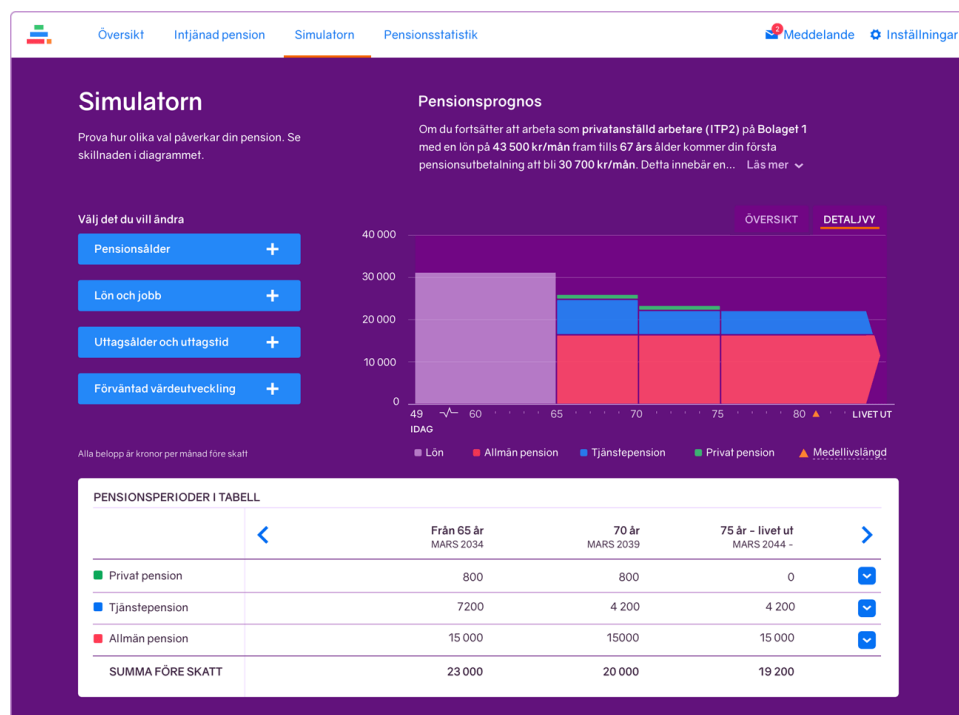 Översikt Intjänad pension Simulatorn Pensionsstatistik 2 Meddelande Inställningar
Simulatorn
Prova hur olika val påverkar din pension. Se
skillnaden i diagrammet.
Pensionsprognos
Om du fortsätter att arbeta som privatanställd arbetare (ITP2) på Bolaget 1
med en lön på 43 500 kr/mån fram tills 67 års ålder kommer din första
pensionsutbetalning att bli 30 700 kr/mån. Detta innebär en... Läs mer
Välj det du vill ändra
Pensionsålder
Lön och jobb
Uttagsålder och uttagstid
Förväntad värdeutveckling
Alla belopp är kronor per månad före skatt
ÖVERSIKT DETALJVY
40 000
30 000
20 000
10 000
0
49 60 65 70 75 80 LIVET UT
IDAG
Lön Allmän pension Tjänstepension Privat pension Medellivslängd
PENSIONSPERIODER I TABELL
Från 65 år 70 år 75 år - livet ut
MARS 2034 MARS 2039 MARS 2044 -
Privat pension 800 800 0
Tjänstepension 7200 4 200 4 200
Allmän pension 15 000 15000 15 000
SUMMA FÖRE SKATT 23 000 20 000 19 200